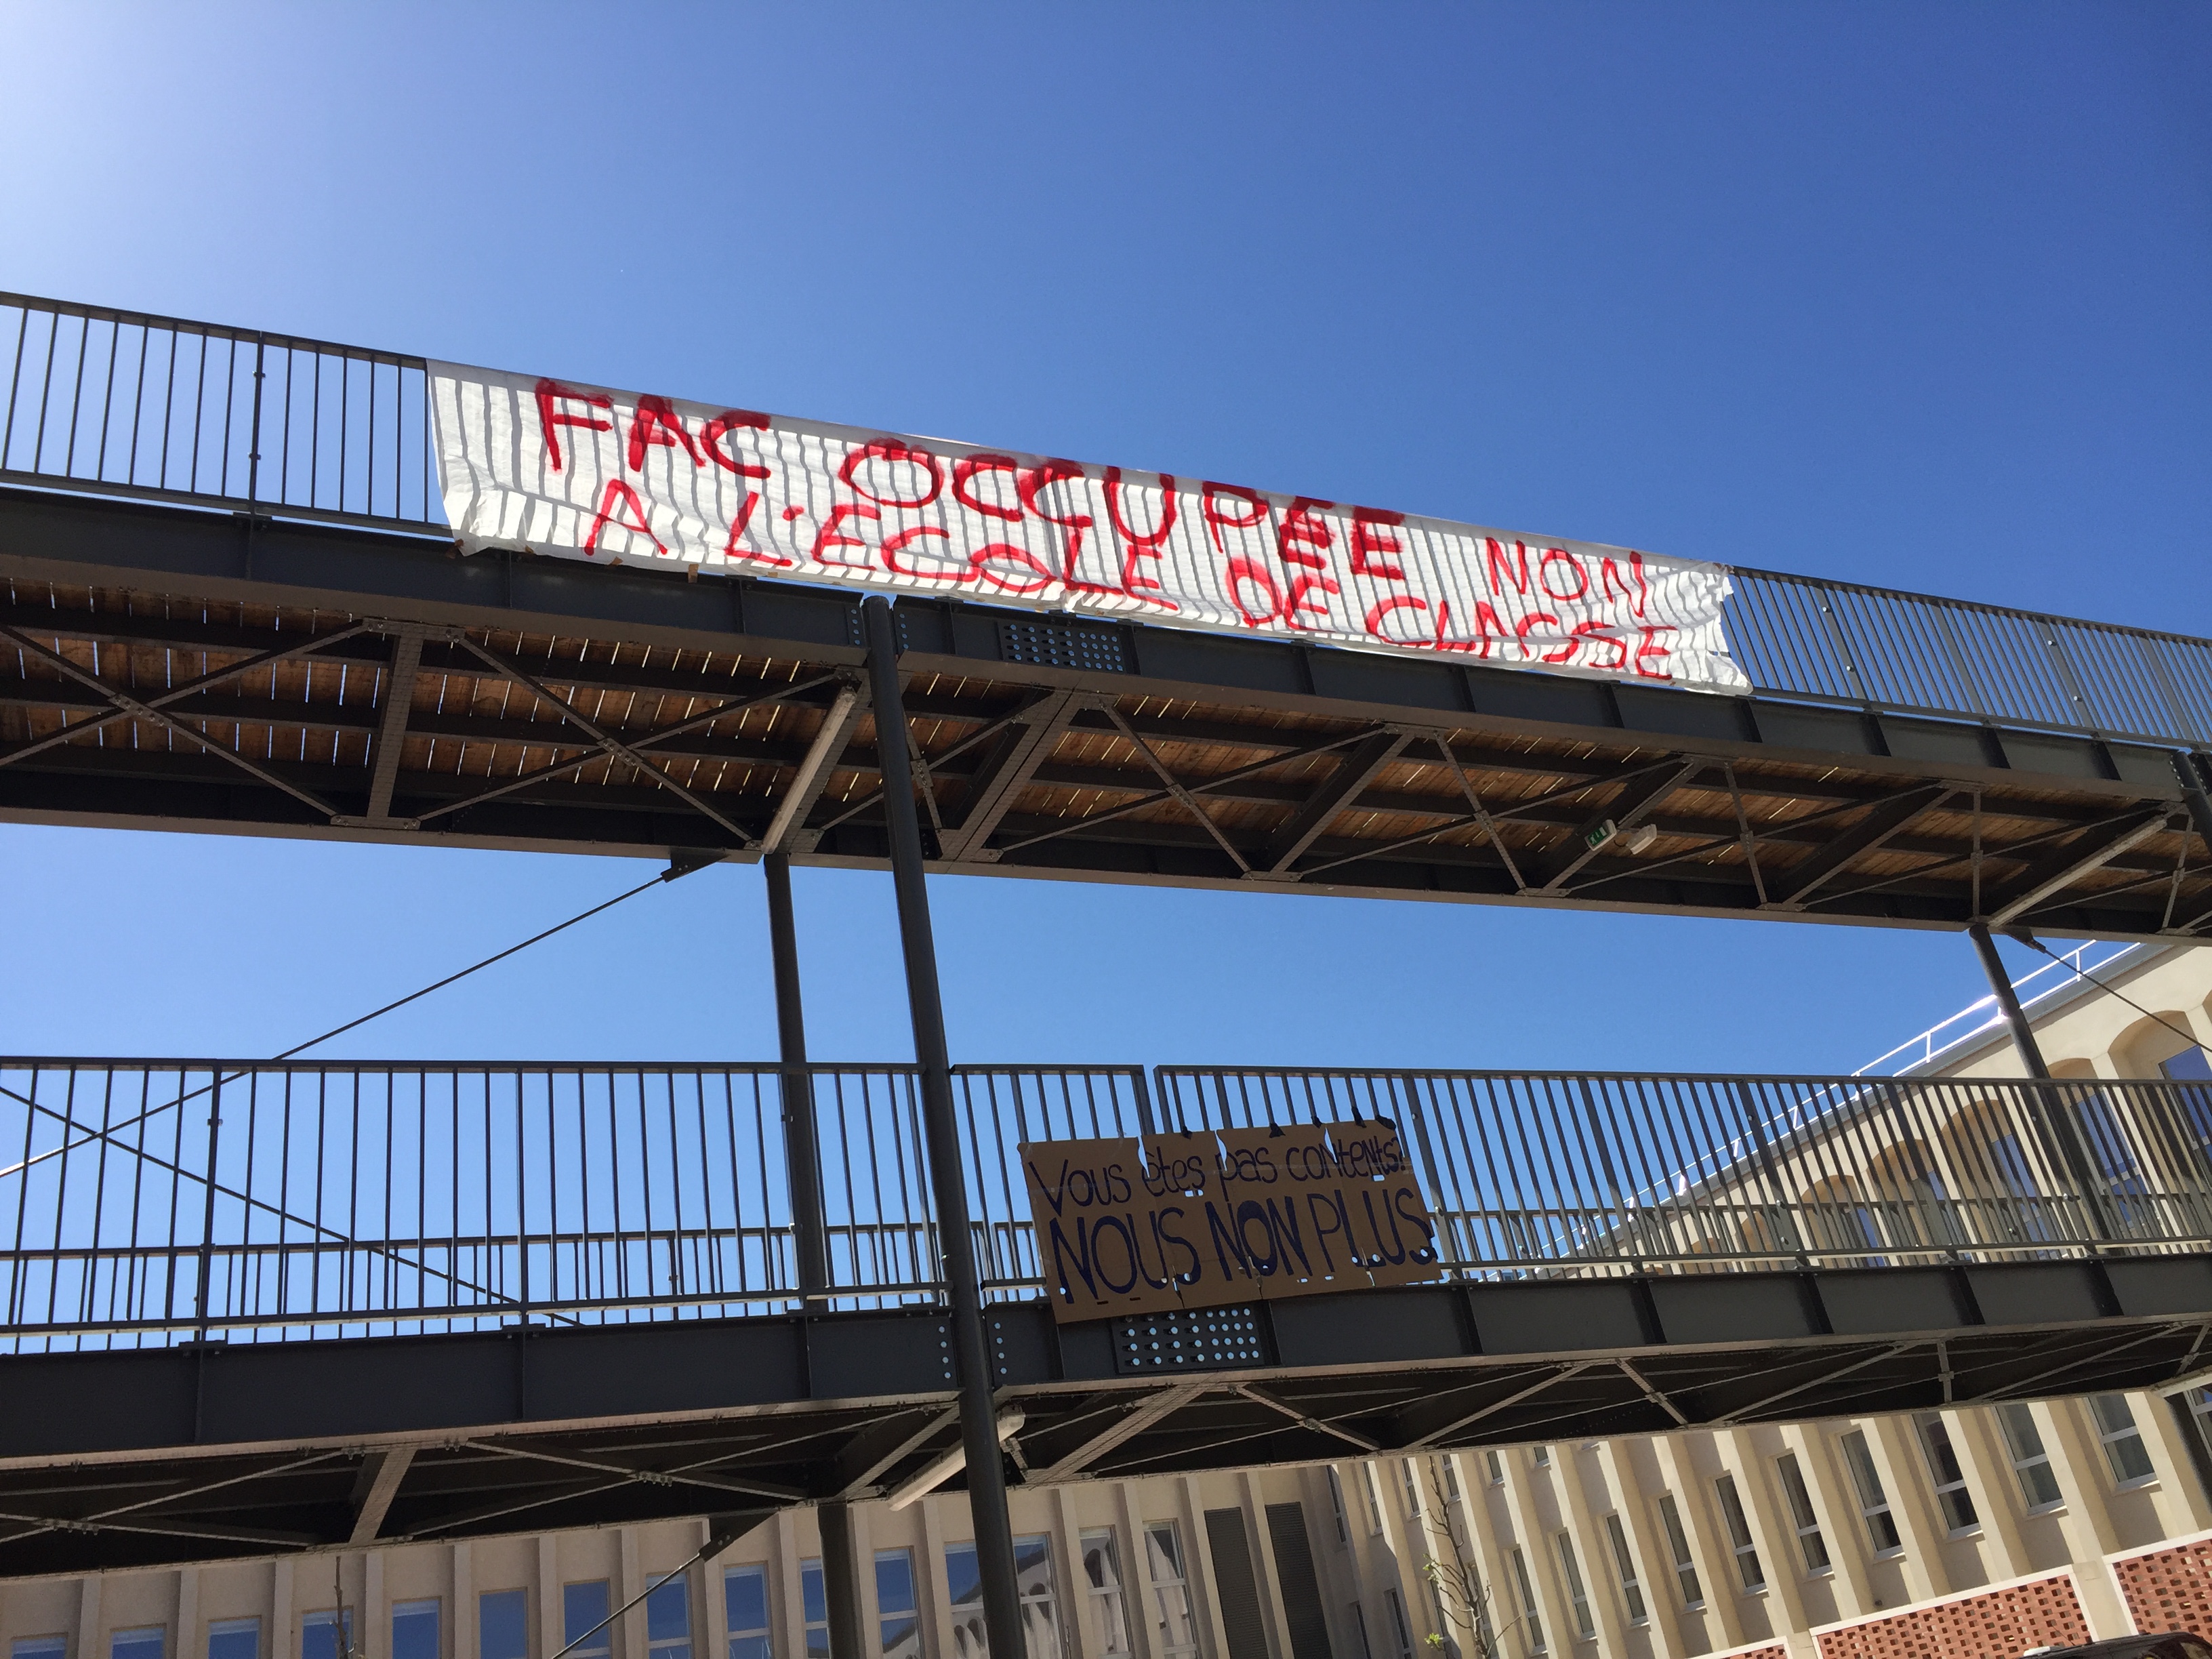 FAC OCCUPÉE NON
A L'ECOLE DE CLASSE
Vous êtes pas contents?
NOUS NON PLUS